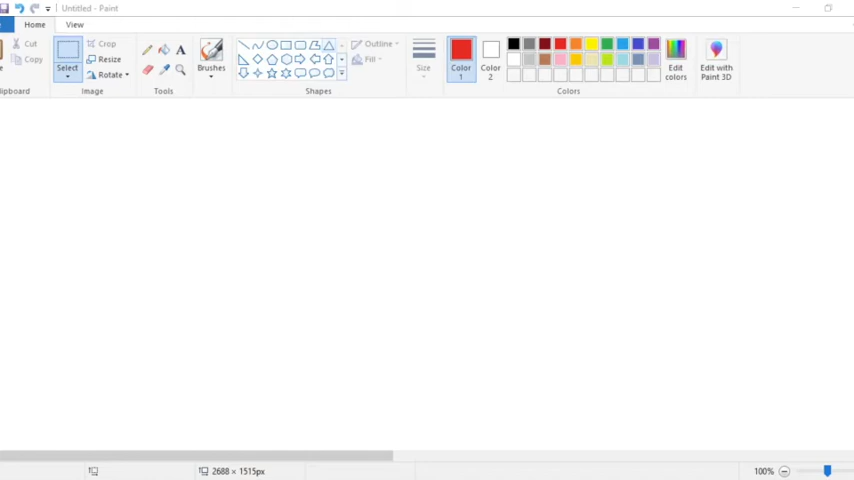 Untitled - Paint
Home View
Cut
Copy
Select
Crop
Resize
Rotate
A
Brushes
Outline
Fill
Size
Color 1
Color 2
Edit colors
Edit with Paint 3D
Image
Tools
Shapes
Colors
2688 × 1515px
100%